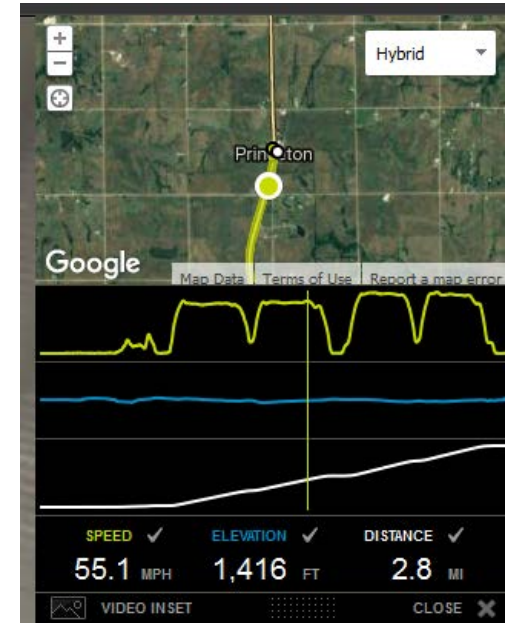 +
Hybrid
−
Princeton
Google
Map Data
Terms of Use
Report a map error
SPEED ELEVATION DISTANCE
55.1 MPH 1,416 FT 2.8 MI
VIDEO INSET CLOSE